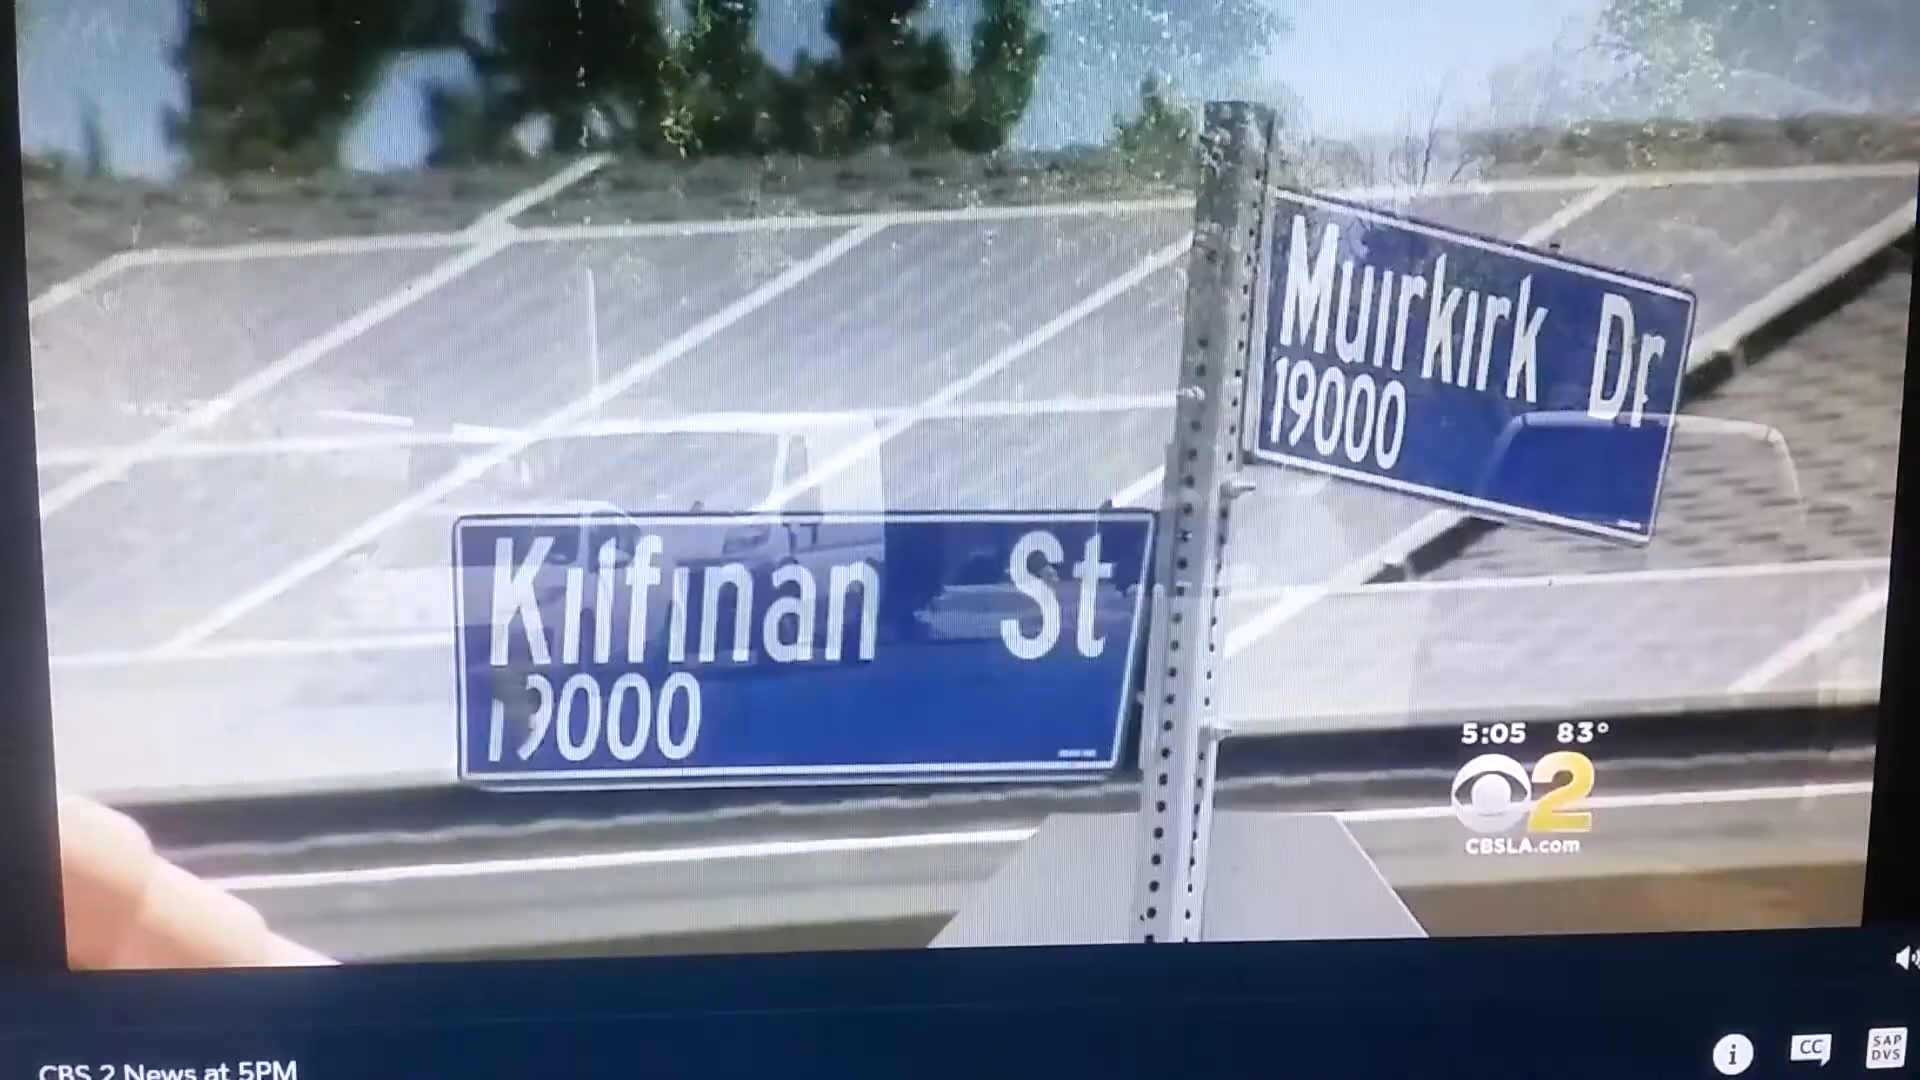 Muirkirk Dr
19000
Kilfinan St
19000
5:05 83°
2
CBSLA.com
CBS 2 News at 5PM
i
CC
SAP
DVS